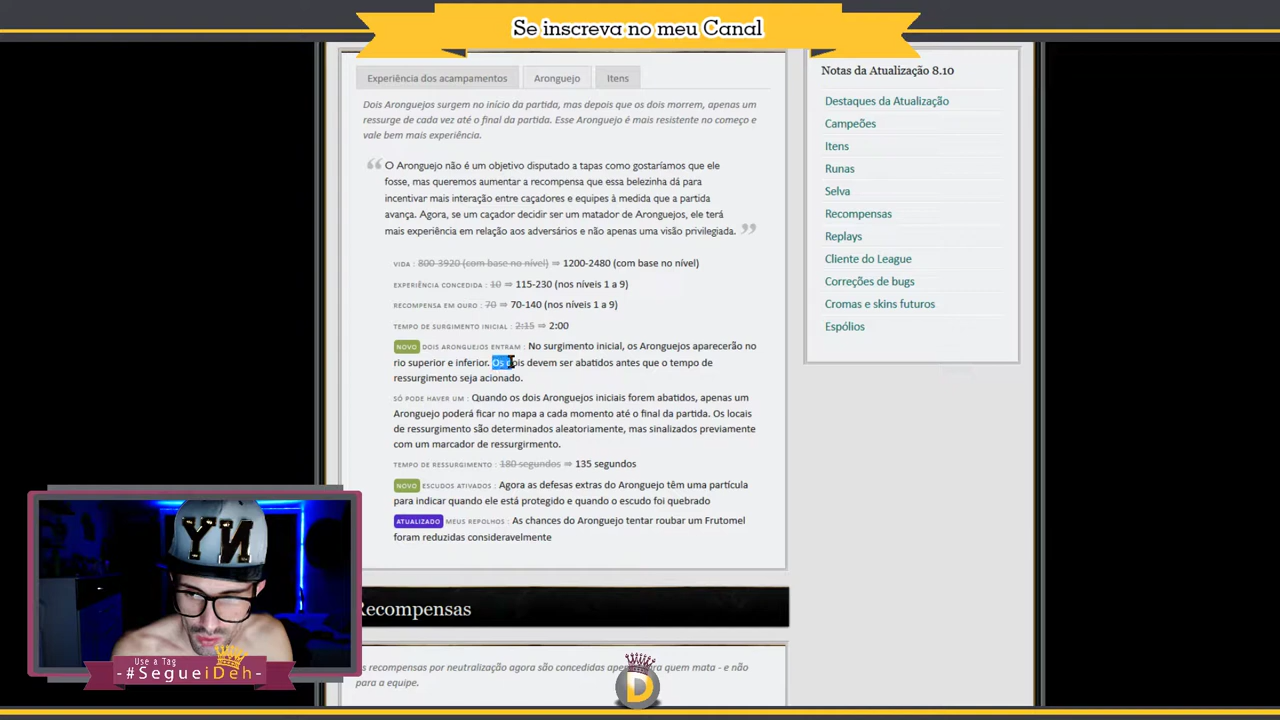 Se inscreva no meu Canal
Experiência dos acampamentos
Aronguejo
Itens
Dois Aronguejos surgem no início da partida, mas depois que os dois morrem, apenas um
ressurge de cada vez até o final da partida. Esse Aronguejo é mais resistente no começo e
vale bem mais experiência.
“ O Aronguejo não é um objetivo disputado a tapas como gostaríamos que ele
fosse, mas queremos aumentar a recompensa que essa belezinha dá para
incentivar mais interação entre caçadores e equipes à medida que a partida
avança. Agora, se um caçador decidir ser um matador de Aronguejos, ele terá
mais experiência em relação aos adversários e não apenas uma visão privilegiada. ”
VIDA : 800-3920 (com base no nível) ⇒ 1200-2480 (com base no nível)
EXPERIÊNCIA CONCEDIDA : 10 ⇒ 115-230 (nos níveis 1 a 9)
RECOMPENSA EM OURO : 70 ⇒ 70-140 (nos níveis 1 a 9)
TEMPO DE SURGIMENTO INICIAL : 2:15 ⇒ 2:00
NOVO DOIS ARONGUEJOS ENTRAM : No surgimento inicial, os Aronguejos aparecerão no
rio superior e inferior. Os dois devem ser abatidos antes que o tempo de
ressurgimento seja acionado.
SÓ PODE HAVER UM : Quando os dois Aronguejos iniciais forem abatidos, apenas um
Aronguejo poderá ficar no mapa a cada momento até o final da partida. Os locais
de ressurgimento são determinados aleatoriamente, mas sinalizados previamente
com um marcador de ressurgirmento.
TEMPO DE RESSURGIMENTO : 180 segundos ⇒ 135 segundos
NOVO ESCUDOS ATIVADOS : Agora as defesas extras do Aronguejo têm uma partícula
para indicar quando ele está protegido e quando o escudo foi quebrado
ATUALIZADO MEUS REPOLHOS : As chances do Aronguejo tentar roubar um Frutomel
foram reduzidas consideravelmente
Recompensas
recompensas por neutralização agora são concedidas para quem mata - e não
para a equipe.
Notas da Atualização 8.10
Destaques da Atualização
Campeões
Itens
Runas
Selva
Recompensas
Replays
Cliente do League
Correções de bugs
Cromas e skins futuros
Espólios
NY
Use a Tag
-#SegueiDeh-
D